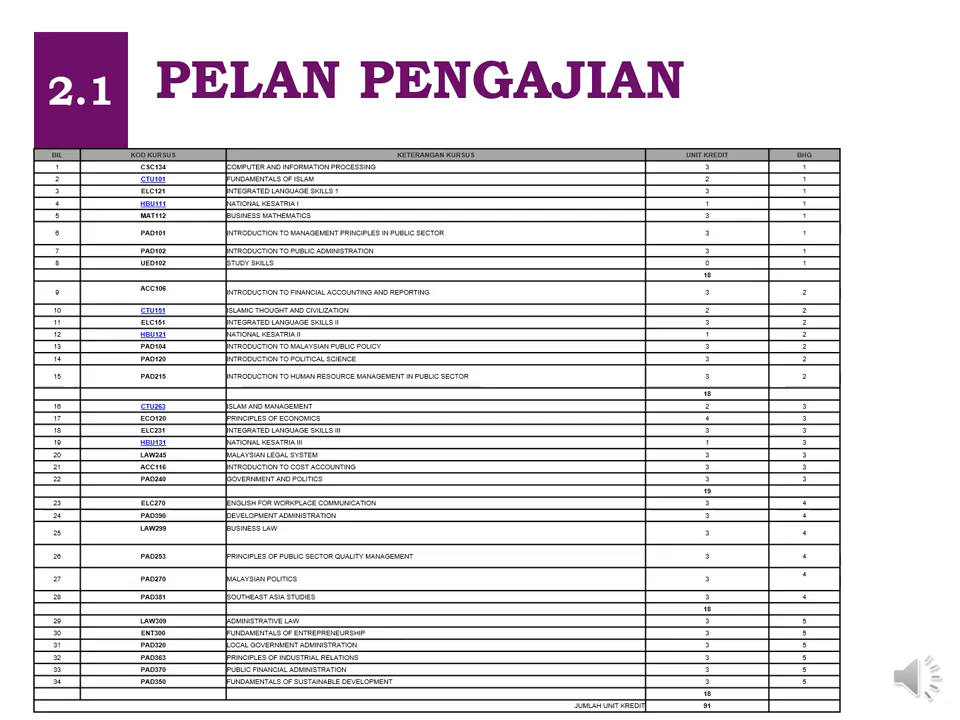 2.1
PELAN PENGAJIAN
BIL KOD KURSUS KETERANGAN KURSUS UNIT KREDIT BHG
1 CSC134 COMPUTER AND INFORMATION PROCESSING 3 1
2 CTU101 FUNDAMENTALS OF ISLAM 2 1
3 ELC121 INTEGRATED LANGUAGE SKILLS 1 3 1
4 HBU111 NATIONAL KESATRIA I 1 1
5 MAT112 BUSINESS MATHEMATICS 3 1
6 PAD101 INTRODUCTION TO MANAGEMENT PRINCIPLES IN PUBLIC SECTOR 3 1
7 PAD102 INTRODUCTION TO PUBLIC ADMINISTRATION 3 1
8 UED102 STUDY SKILLS 0 1
18
9 ACC106 INTRODUCTION TO FINANCIAL ACCOUNTING AND REPORTING 3 2
10 CTU151 ISLAMIC THOUGHT AND CIVILIZATION 2 2
11 ELC151 INTEGRATED LANGUAGE SKILLS II 3 2
12 HBU121 NATIONAL KESATRIA II 1 2
13 PAD104 INTRODUCTION TO MALAYSIAN PUBLIC POLICY 3 2
14 PAD120 INTRODUCTION TO POLITICAL SCIENCE 3 2
15 PAD215 INTRODUCTION TO HUMAN RESOURCE MANAGEMENT IN PUBLIC SECTOR 3 2
18
16 CTU263 ISLAM AND MANAGEMENT 2 3
17 ECO120 PRINCIPLES OF ECONOMICS 4 3
18 ELC231 INTEGRATED LANGUAGE SKILLS III 3 3
19 HBU131 NATIONAL KESATRIA III 1 3
20 LAW245 MALAYSIAN LEGAL SYSTEM 3 3
21 ACC116 INTRODUCTION TO COST ACCOUNTING 3 3
22 PAD240 GOVERNMENT AND POLITICS 3 3
19
23 ELC270 ENGLISH FOR WORKPLACE COMMUNICATION 3 4
24 PAD390 DEVELOPMENT ADMINISTRATION 3 4
25 LAW299 BUSINESS LAW 3 4
26 PAD253 PRINCIPLES OF PUBLIC SECTOR QUALITY MANAGEMENT 3 4
27 PAD270 MALAYSIAN POLITICS 3 4
28 PAD381 SOUTHEAST ASIA STUDIES 3 4
18
29 LAW309 ADMINISTRATIVE LAW 3 5
30 ENT300 FUNDAMENTALS OF ENTREPRENEURSHIP 3 5
31 PAD320 LOCAL GOVERNMENT ADMINISTRATION 3 5
32 PAD363 PRINCIPLES OF INDUSTRIAL RELATIONS 3 5
33 PAD370 PUBLIC FINANCIAL ADMINISTRATION 3 5
34 PAD350 FUNDAMENTALS OF SUSTAINABLE DEVELOPMENT 3 5
18
JUMLAH UNIT KREDIT 91